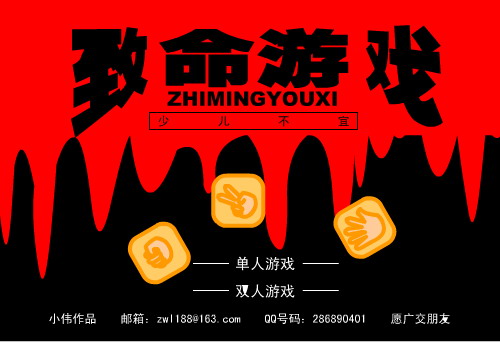 致命游戏
ZHIMINGYOUXI
少儿不宜
单人游戏
双人游戏
小伟作品 邮箱：zwl188@163.com QQ号码：286890401 愿广交朋友